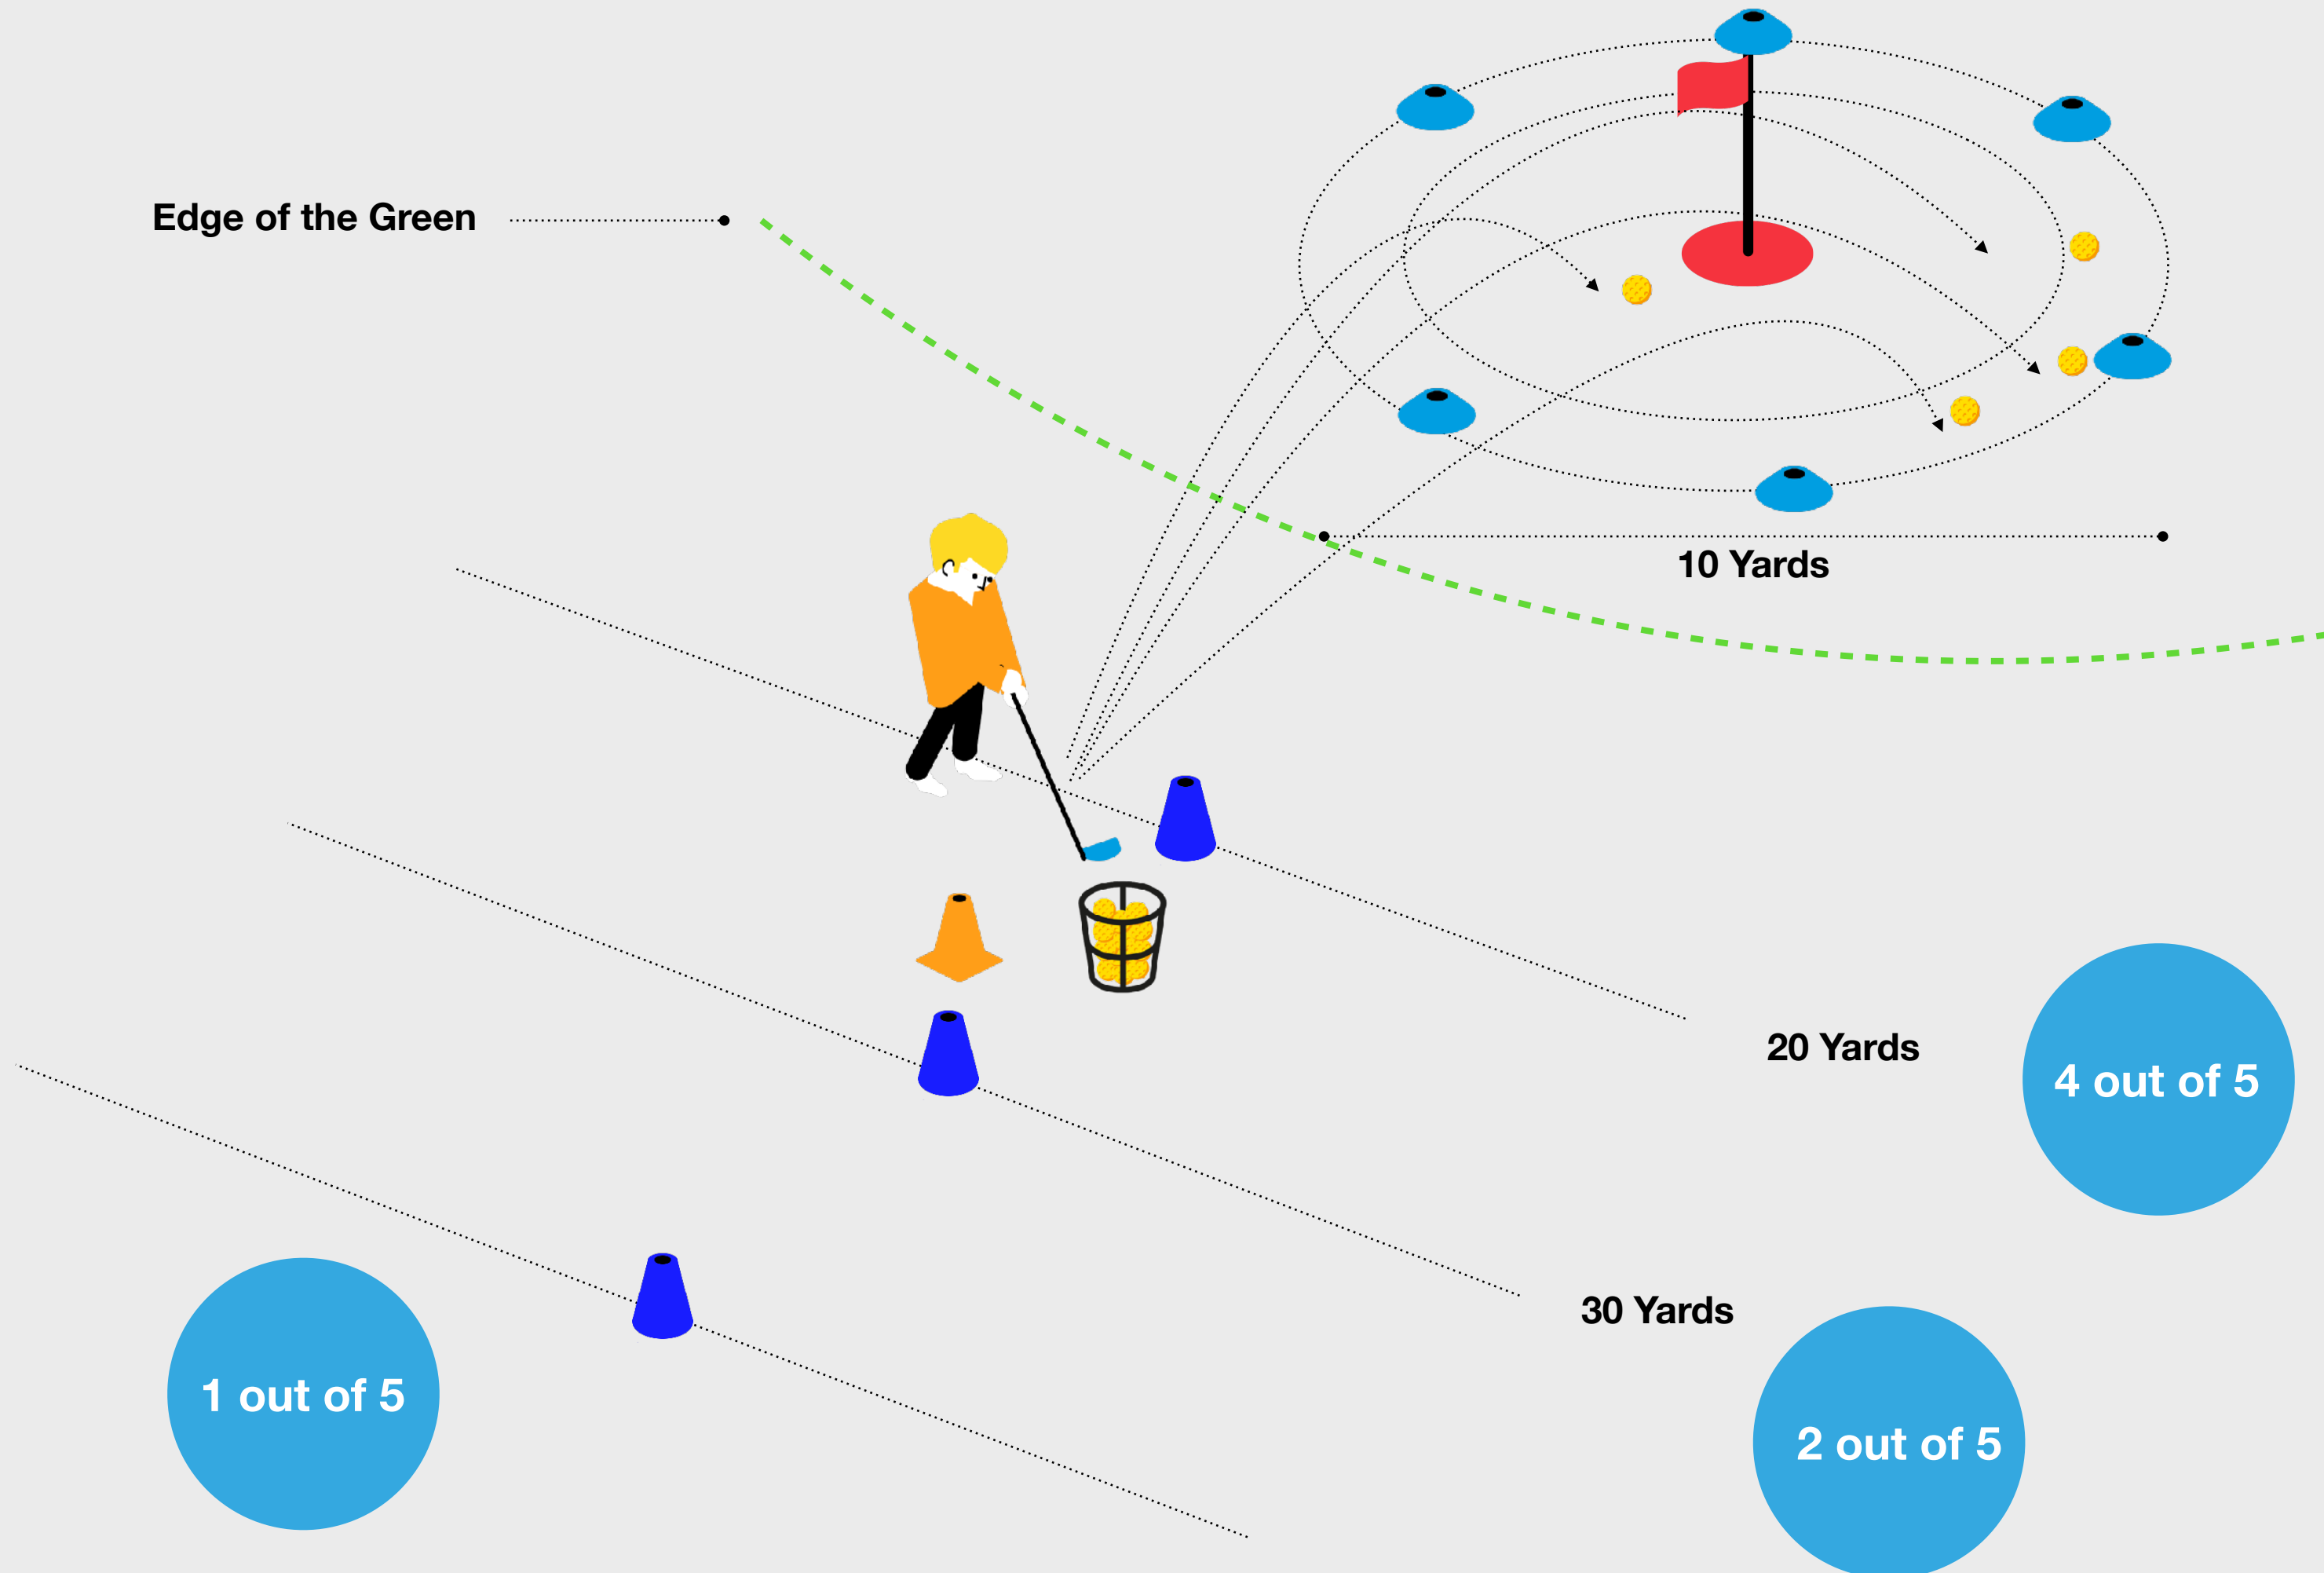 Edge of the Green
10 Yards
20 Yards
4 out of 5
30 Yards
1 out of 5
2 out of 5